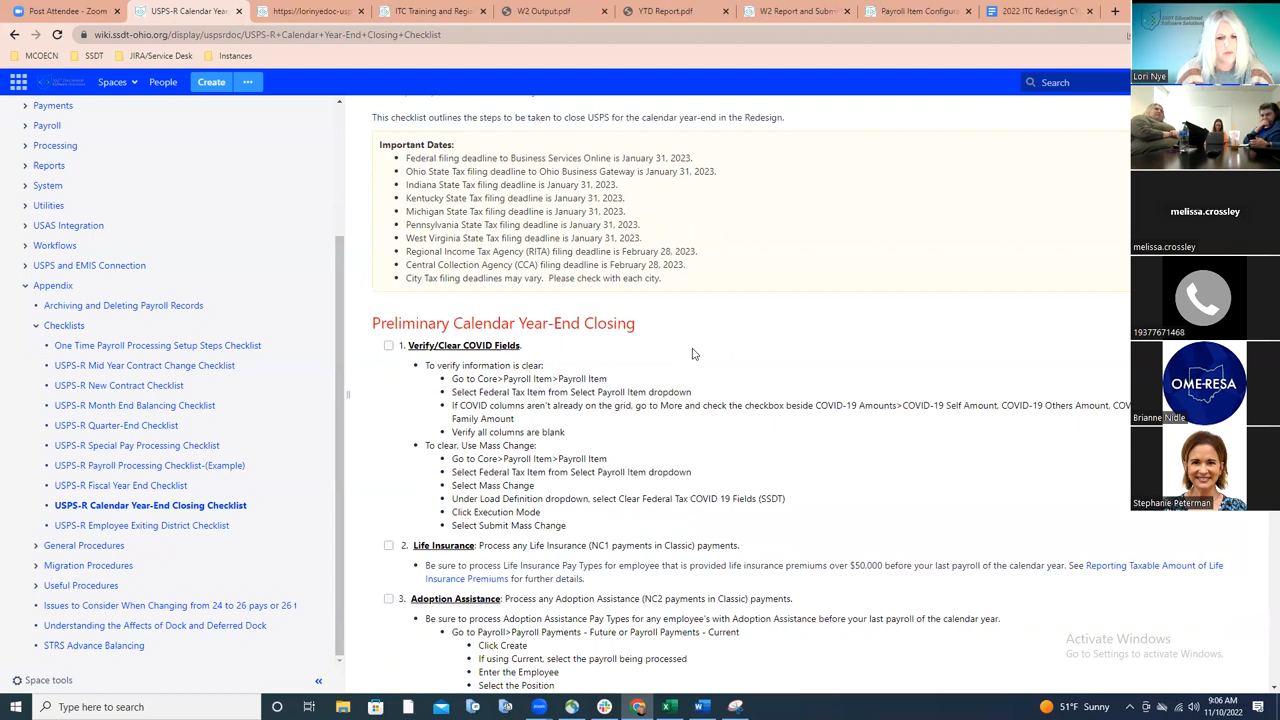 USPS-R Calendar Yea
https://lorinyedoc-us
ITC Training and Regi
W2 Output.pdf
YTD Report.pdf
W2 Report and Submi
Payroll Item Configura
2022 ITC Redesign CY
wiki.ssdt-ohio.org/display/uspsrdoc/USPS-R+Calendar+Year-End+Closing+Checklist
MCOECN
SSDT
JIRA/Service Desk
Instances
Spaces
People
Create
Search
Payments
Payroll
Processing
Reports
System
Utilities
USAS Integration
Workflows
USPS and EMIS Connection
Appendix
Archiving and Deleting Payroll Records
Checklists
One Time Payroll Processing Setup Steps Checklist
USPS-R Mid Year Contract Change Checklist
USPS-R New Contract Checklist
USPS-R Month End Balancing Checklist
USPS-R Quarter-End Checklist
USPS-R Special Pay Processing Checklist
USPS-R Payroll Processing Checklist-(Example)
USPS-R Fiscal Year End Checklist
USPS-R Calendar Year-End Closing Checklist
USPS-R Employee Exiting District Checklist
General Procedures
Migration Procedures
Useful Procedures
Issues to Consider When Changing from 24 to 26 pays or 26 t
Understanding the Affects of Dock and Deferred Dock
STRS Advance Balancing
Space tools
This checklist outlines the steps to be taken to close USPS for the calendar year-end in the Redesign.
Important Dates:
Federal filing deadline to Business Services Online is January 31, 2023.
Ohio State Tax filing deadline to Ohio Business Gateway is January 31, 2023.
Indiana State Tax filing deadline is January 31, 2023.
Kentucky State Tax filing deadline is January 31, 2023.
Michigan State Tax filing deadline is January 31, 2023.
Pennsylvania State Tax filing deadline is January 31, 2023.
West Virginia State Tax filing deadline is January 31, 2023.
Regional Income Tax Agency (RITA) filing deadline is February 28, 2023.
Central Collection Agency (CCA) filing deadline is February 28, 2023.
City Tax filing deadlines may vary. Please check with each city.
Preliminary Calendar Year-End Closing
1. Verify/Clear COVID Fields.
To verify information is clear:
Go to Core>Payroll Item>Payroll Item
Select Federal Tax Item from Select Payroll Item dropdown
If COVID columns aren't already on the grid, go to More and check the checkbox beside COVID-19 Amounts>COVID-19 Self Amount, COVID-19 Others Amount, COV
Family Amount
Verify all columns are blank
To clear, Use Mass Change:
Go to Core>Payroll Item>Payroll Item
Select Federal Tax Item from Select Payroll Item dropdown
Select Mass Change
Under Load Definition dropdown, select Clear Federal Tax COVID 19 Fields (SSDT)
Click Execution Mode
Select Submit Mass Change
2. Life Insurance: Process any Life Insurance (NC1 payments in Classic) payments.
Be sure to process Life Insurance Pay Types for employee that is provided life insurance premiums over $50,000 before your last payroll of the calendar year. See Reporting Taxable Amount of Life
Insurance Premiums for further details.
3. Adoption Assistance: Process any Adoption Assistance (NC2 payments in Classic) payments.
Be sure to process Adoption Assistance Pay Types for any employee's with Adoption Assistance before your last payroll of the calendar year.
Go to Payroll>Payroll Payments - Future or Payroll Payments - Current
Click Create
If using Current, select the payroll being processed
Enter the Employee
Select the Position
Activate Windows
Go to Settings to activate Windows.
Lori Nye
melissa.crossley
melissa.crossley
19377671468
OME-RESA
Brianne Nidle
Stephanie Peterman
Type here to search
51°F Sunny
9:06 AM
11/10/2022